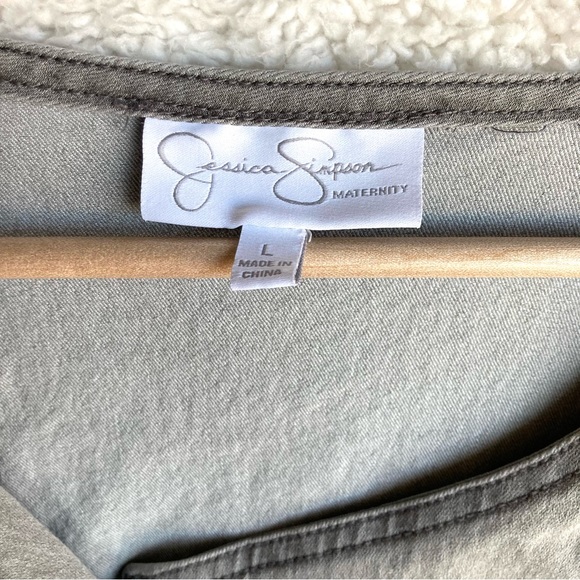 Jessica Simpson
MATERNITY
L
MADE IN
CHINA